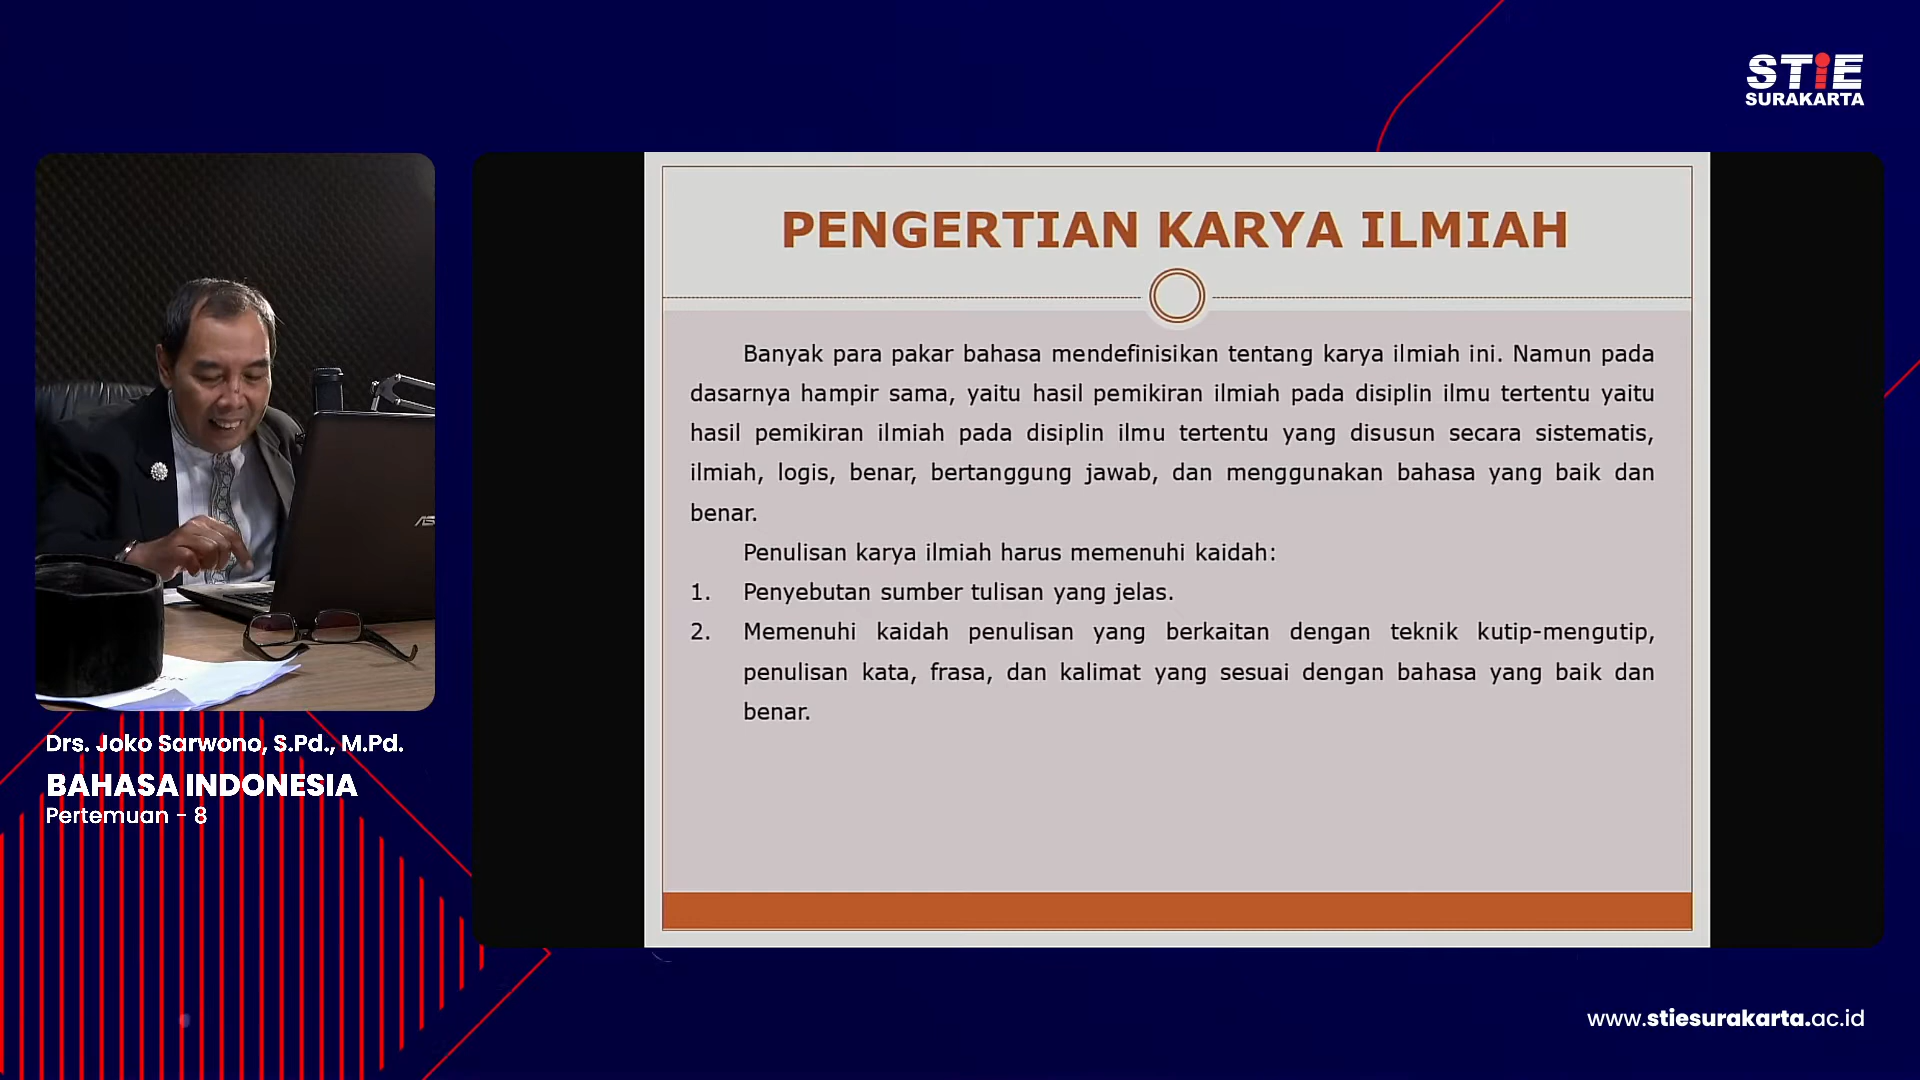 STiE
SURAKARTA
PENGERTIAN KARYA ILMIAH
Banyak para pakar bahasa mendefinisikan tentang karya ilmiah ini. Namun pada
dasarnya hampir sama, yaitu hasil pemikiran ilmiah pada disiplin ilmu tertentu yaitu
hasil pemikiran ilmiah pada disiplin ilmu tertentu yang disusun secara sistematis,
ilmiah, logis, benar, bertanggung jawab, dan menggunakan bahasa yang baik dan
benar.
Penulisan karya ilmiah harus memenuhi kaidah:
1. Penyebutan sumber tulisan yang jelas.
2. Memenuhi kaidah penulisan yang berkaitan dengan teknik kutip-mengutip,
penulisan kata, frasa, dan kalimat yang sesuai dengan bahasa yang baik dan
benar.
Drs. Joko Sarwono, S.Pd., M.Pd.
BAHASA INDONESIA
Pertemuan - 8
www.stiesurakarta.ac.id